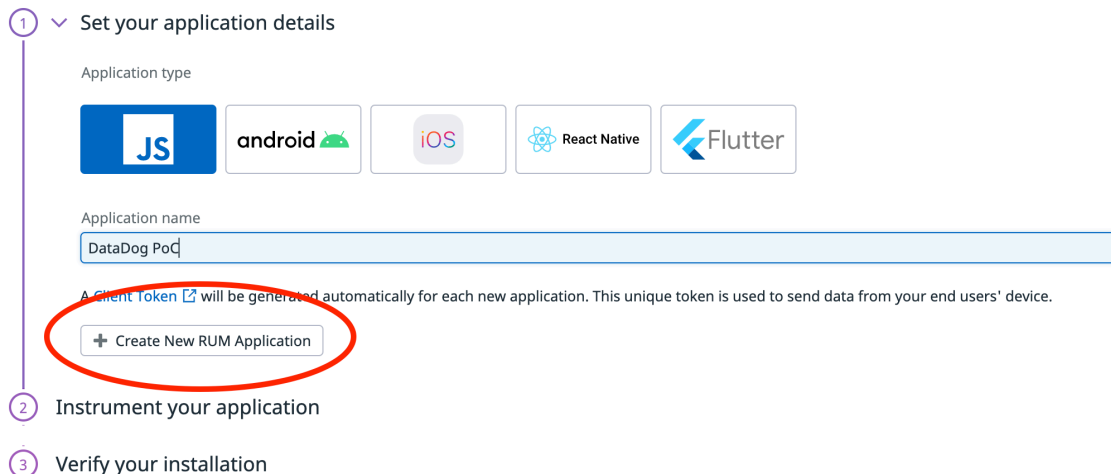 1 Set your application details
Application type
JS android iOS React Native Flutter
Application name
DataDog PoC
A Client Token will be generated automatically for each new application. This unique token is used to send data from your end users' device.
Create New RUM Application
2 Instrument your application
3 Verify your installation